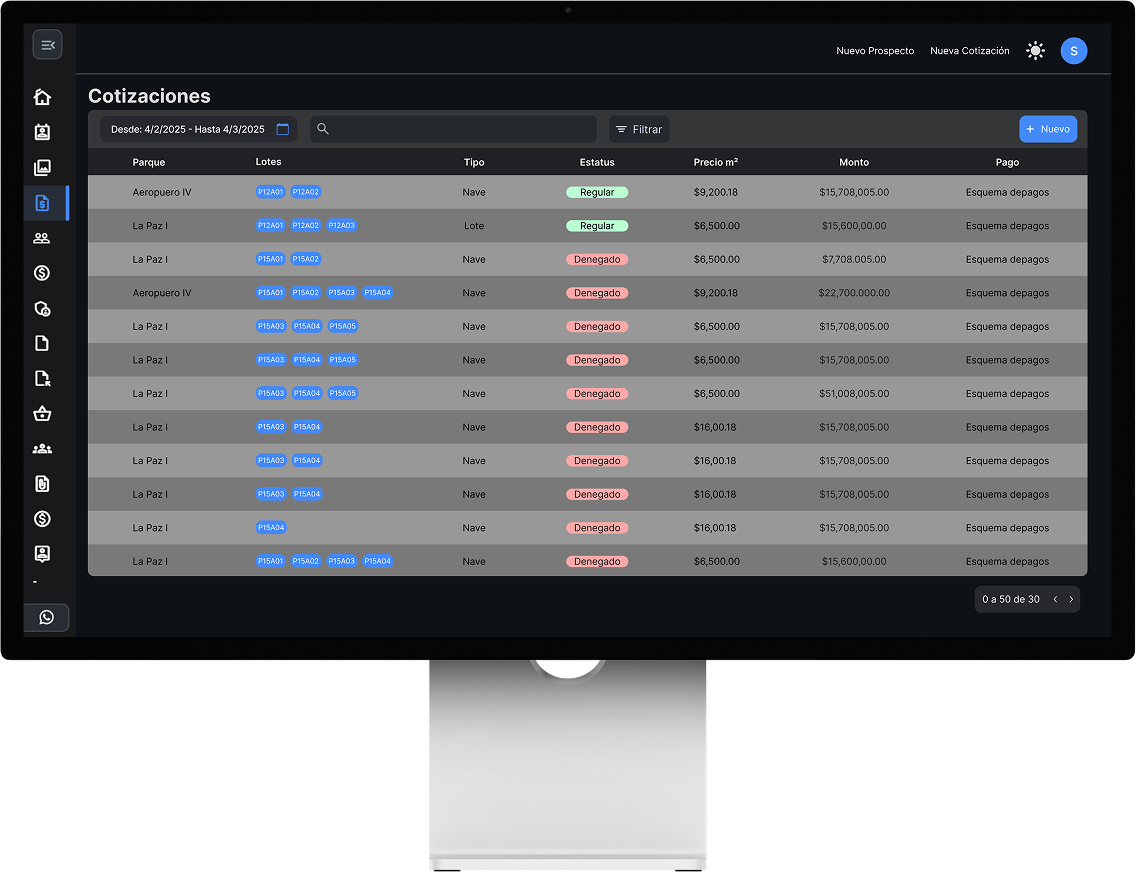 Nuevo Prospecto Nueva Cotización S
Cotizaciones
Desde: 4/2/2025 - Hasta 4/3/2025 Filtrar + Nuevo
Parque Lotes Tipo Estatus Precio m² Monto Pago
Aeropuero IV P12A01 P12A02 Nave Regular $9,200.18 $15,708,005.00 Esquema depagos
La Paz I P12A01 P12A02 P12A03 Lote Regular $6,500.00 $15,600,00.00 Esquema depagos
La Paz I P15A01 P15A02 Nave Denegado $6,500.00 $7,708.005.00 Esquema depagos
Aeropuero IV P15A01 P15A02 P15A03 P15A04 Nave Denegado $9,200.18 $22,700.000.00 Esquema depagos
La Paz I P15A03 P15A04 P15A05 Nave Denegado $6,500.00 $15,708,005.00 Esquema depagos
La Paz I P15A03 P15A04 P15A05 Nave Denegado $6,500.00 $15,708,005.00 Esquema depagos
La Paz I P15A03 P15A04 P15A05 Nave Denegado $6,500.00 $51,008,005.00 Esquema depagos
La Paz I P15A03 P15A04 Nave Denegado $16,00.18 $15,708,005.00 Esquema depagos
La Paz I P15A03 P15A04 Nave Denegado $16,00.18 $15,708,005.00 Esquema depagos
La Paz I P15A03 P15A04 Nave Denegado $16,00.18 $15,708,005.00 Esquema depagos
La Paz I P15A04 Nave Denegado $16,00.18 $15,708,005.00 Esquema depagos
La Paz I P15A01 P15A02 P15A03 P15A04 Nave Denegado $6,500.00 $15,600,00.00 Esquema depagos
0 a 50 de 30